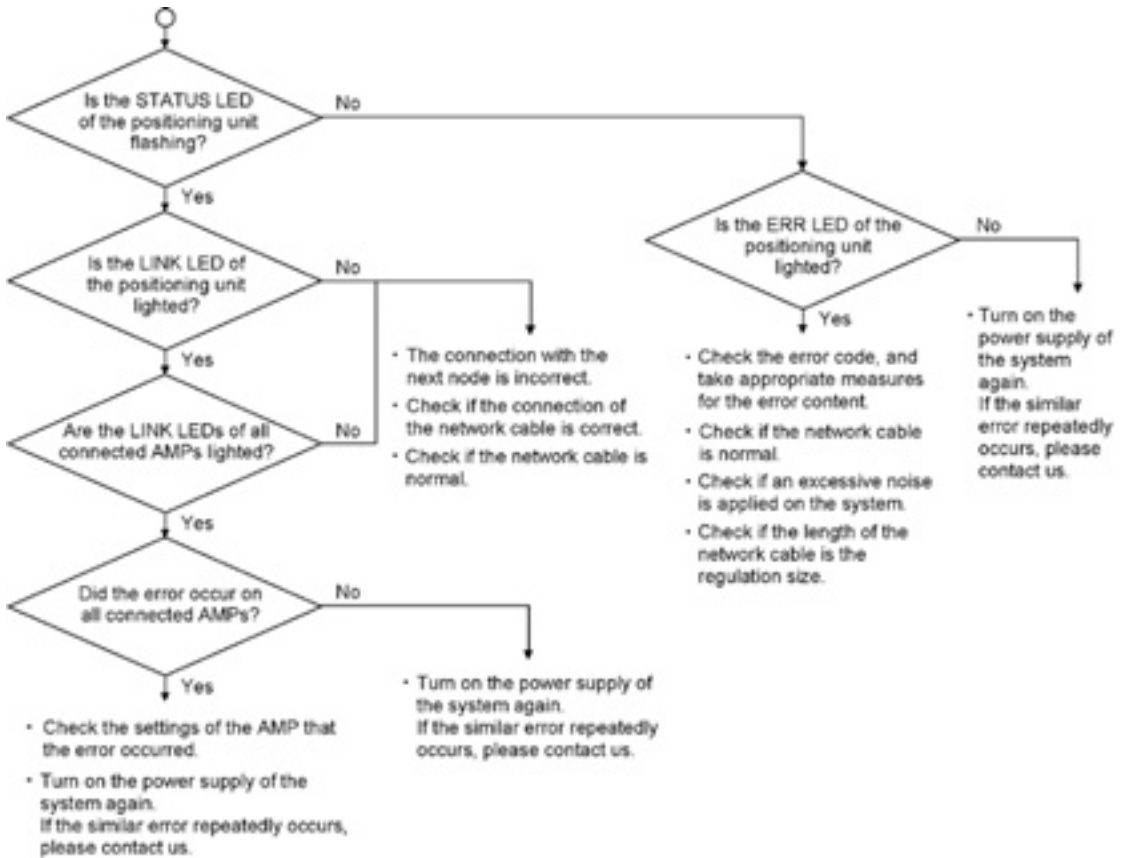 Is the STATUS LED
of the positioning unit
flashing?
No
Yes
Is the ERR LED of the
positioning unit
lighted?
No
Yes
Is the LINK LED of
the positioning unit
lighted?
No
Yes
・ Turn on the
power supply of
the system
again.
If the similar
error repeatedly
occurs, please
contact us.
・ The connection with the
next node is incorrect.
・ Check if the connection of
the network cable is correct.
・ Check if the network cable is
normal.
・ Check the error code, and
take appropriate measures
for the error content.
・ Check if the network cable
is normal.
・ Check if an excessive noise
is applied on the system.
・ Check if the length of the
network cable is the
regulation size.
Are the LINK LEDs of all
connected AMPs lighted?
No
Yes
Did the error occur on
all connected AMPs?
No
Yes
・ Turn on the power supply of
the system again.
If the similar error repeatedly
occurs, please contact us.
・ Check the settings of the AMP that
the error occurred.
・ Turn on the power supply of the
system again.
If the similar error repeatedly occurs,
please contact us.